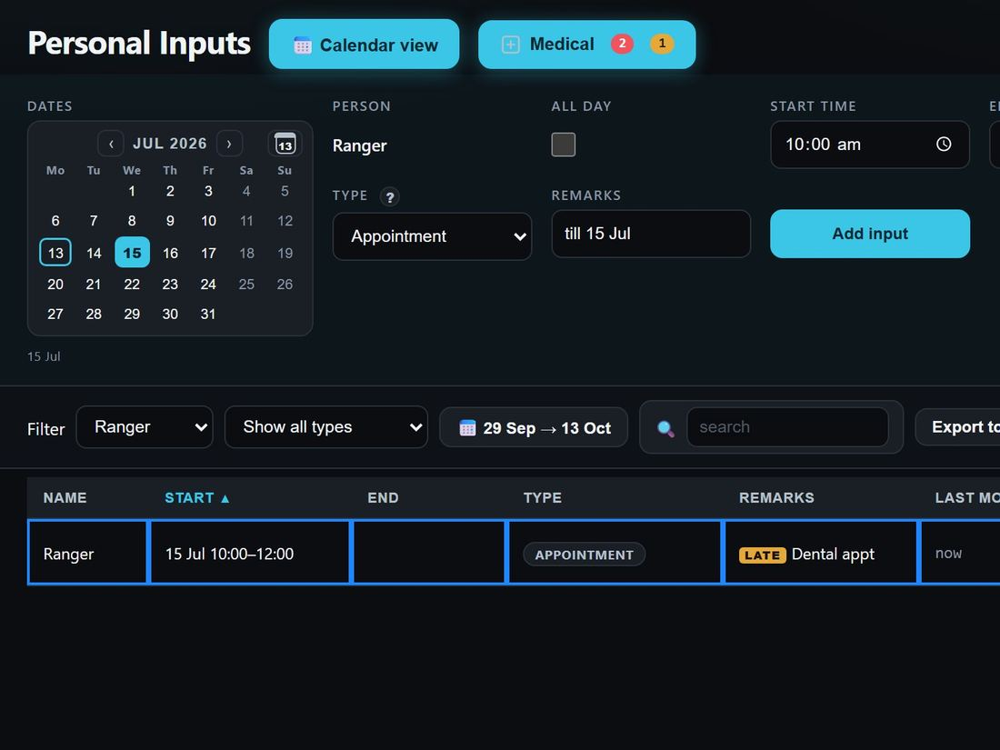 Personal Inputs
Calendar view
Medical 2 1
DATES
‹ JUL 2026 › 13
Mo Tu We Th Fr Sa Su
1 2 3 4 5
6 7 8 9 10 11 12
13 14 15 16 17 18 19
20 21 22 23 24 25 26
27 28 29 30 31
15 Jul
PERSON
Ranger
ALL DAY
START TIME
10:00 am
TYPE ?
Appointment
REMARKS
till 15 Jul
Add input
Filter Ranger Show all types 29 Sep → 13 Oct search Export to
NAME START ▲ END TYPE REMARKS LAST MO
Ranger 15 Jul 10:00–12:00 APPOINTMENT LATE Dental appt now